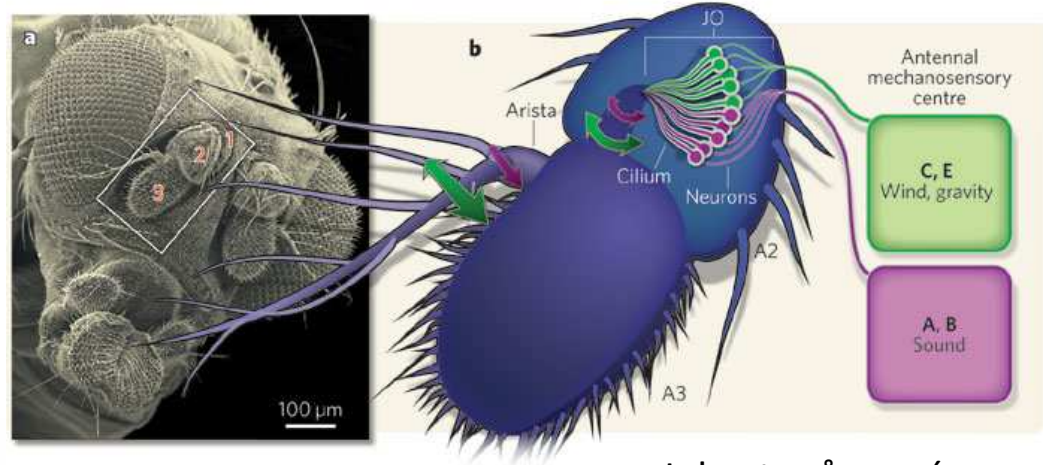 a
1
2
3
100 µm
b
JO
Arista
Cilium
Neurons
A2
A3
Antennal
mechanosensory
centre
C, E
Wind, gravity
A, B
Sound